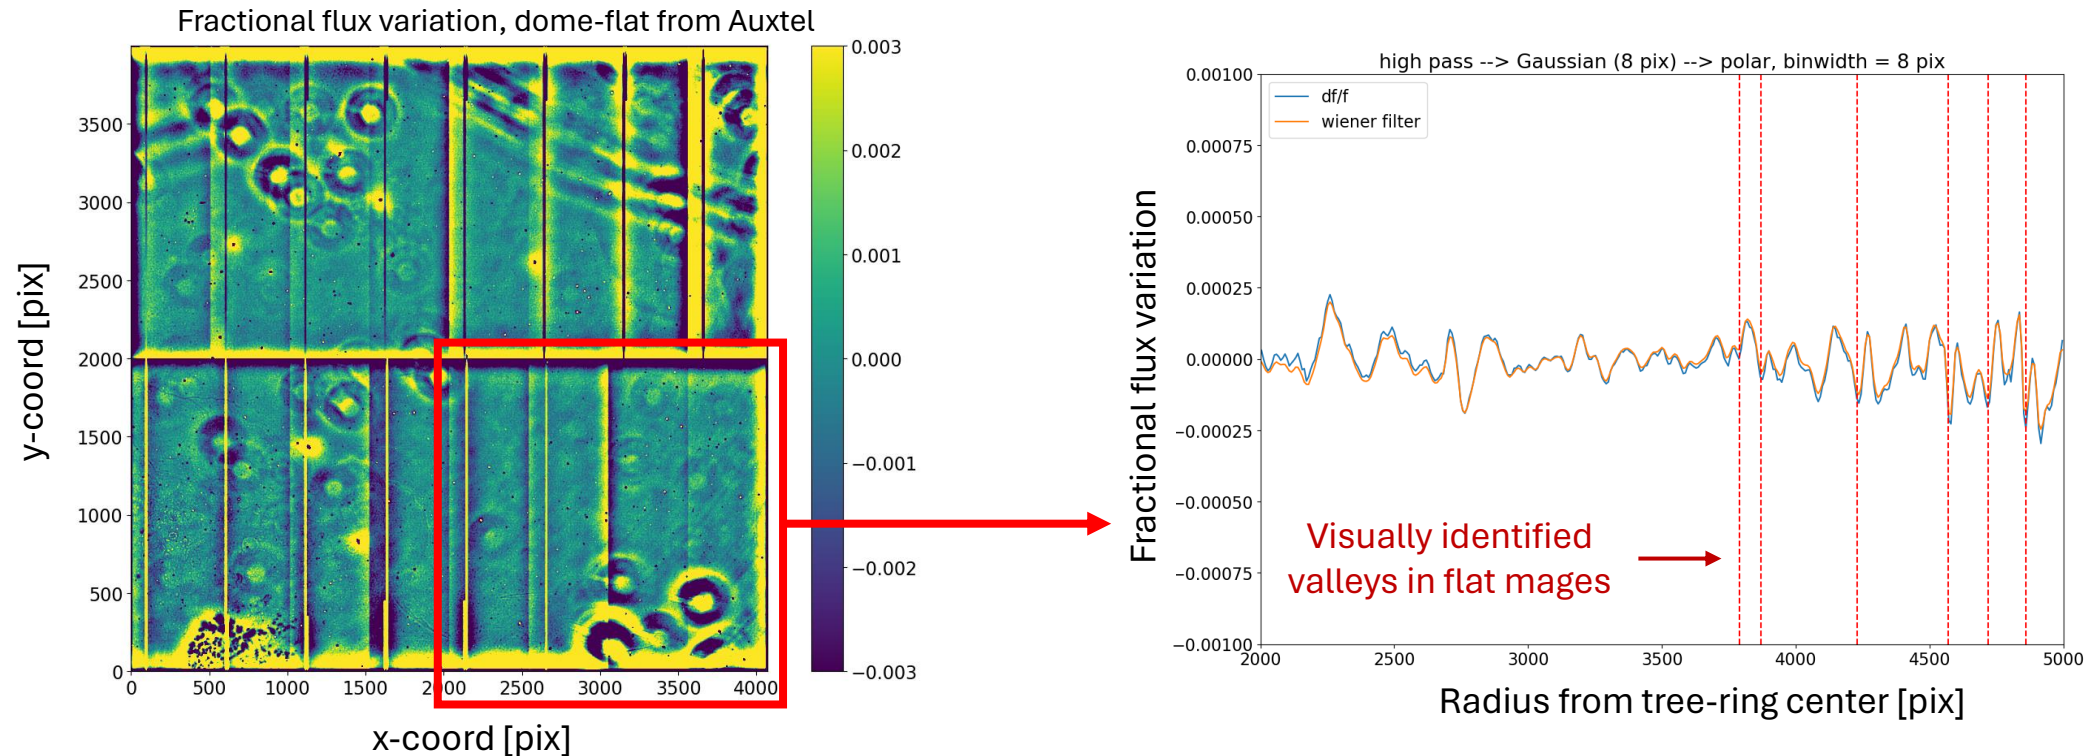 Fractional flux variation, dome-flat from Auxtel
y-coord [pix]
3500
3000
2500
2000
1500
1000
500
0
0 500 1000 1500 2000 2500 3000 3500 4000
x-coord [pix]
0.003
0.002
0.001
0.000
−0.001
−0.002
−0.003
high pass --> Gaussian (8 pix) --> polar, binwidth = 8 pix
Fractional flux variation
0.00100
0.00075
0.00050
0.00025
0.00000
−0.00025
−0.00050
−0.00075
−0.00100
df/f
wiener filter
Visually identified
valleys in flat mages
2000 2500 3000 3500 4000 4500 5000
Radius from tree-ring center [pix]